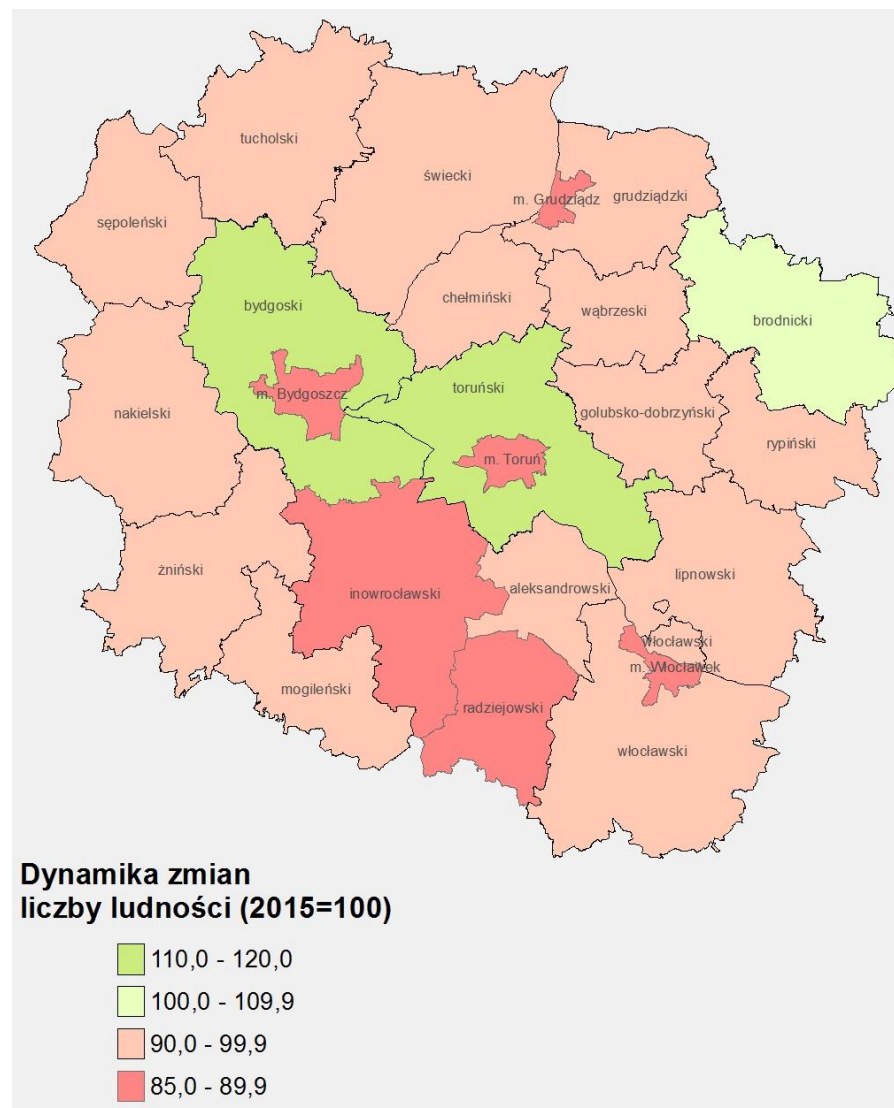 tucholski
świecki
m. Grudziądz
grudziądzki
sępoleński
bydgoski
chełmiński
wąbrzeski
brodnicki
m. Bydgoszcz
toruński
nakielski
golubsko-dobrzyński
rypiński
m. Toruń
żniński
inowrocławski
aleksandrowski
lipnowski
włocławski
m. Włocławek
mogileński
radziejowski
włocławski
Dynamika zmian
liczby ludności (2015=100)
110,0 - 120,0
100,0 - 109,9
90,0 - 99,9
85,0 - 89,9